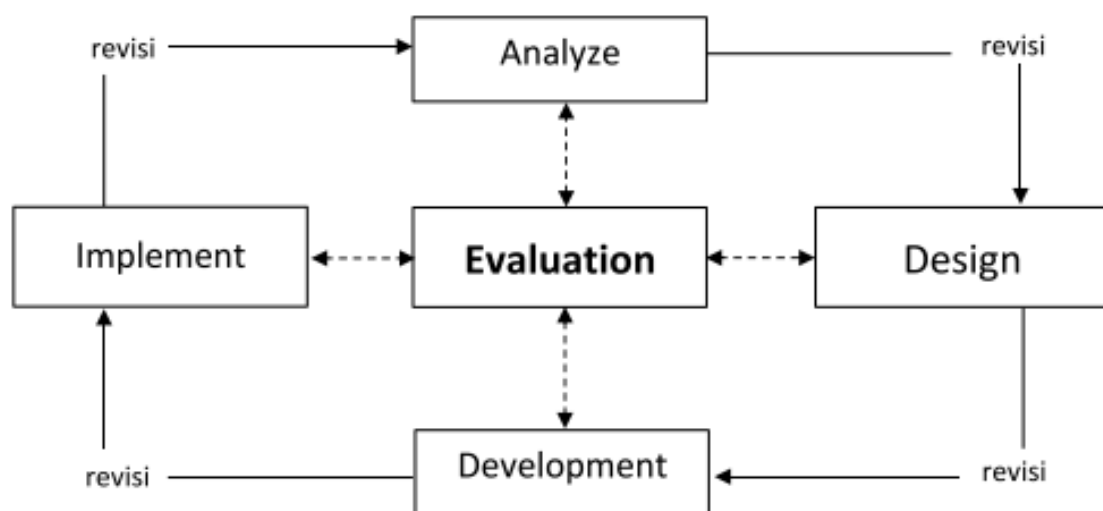 revisi
Analyze
revisi
Implement
Evaluation
Design
revisi
Development
revisi